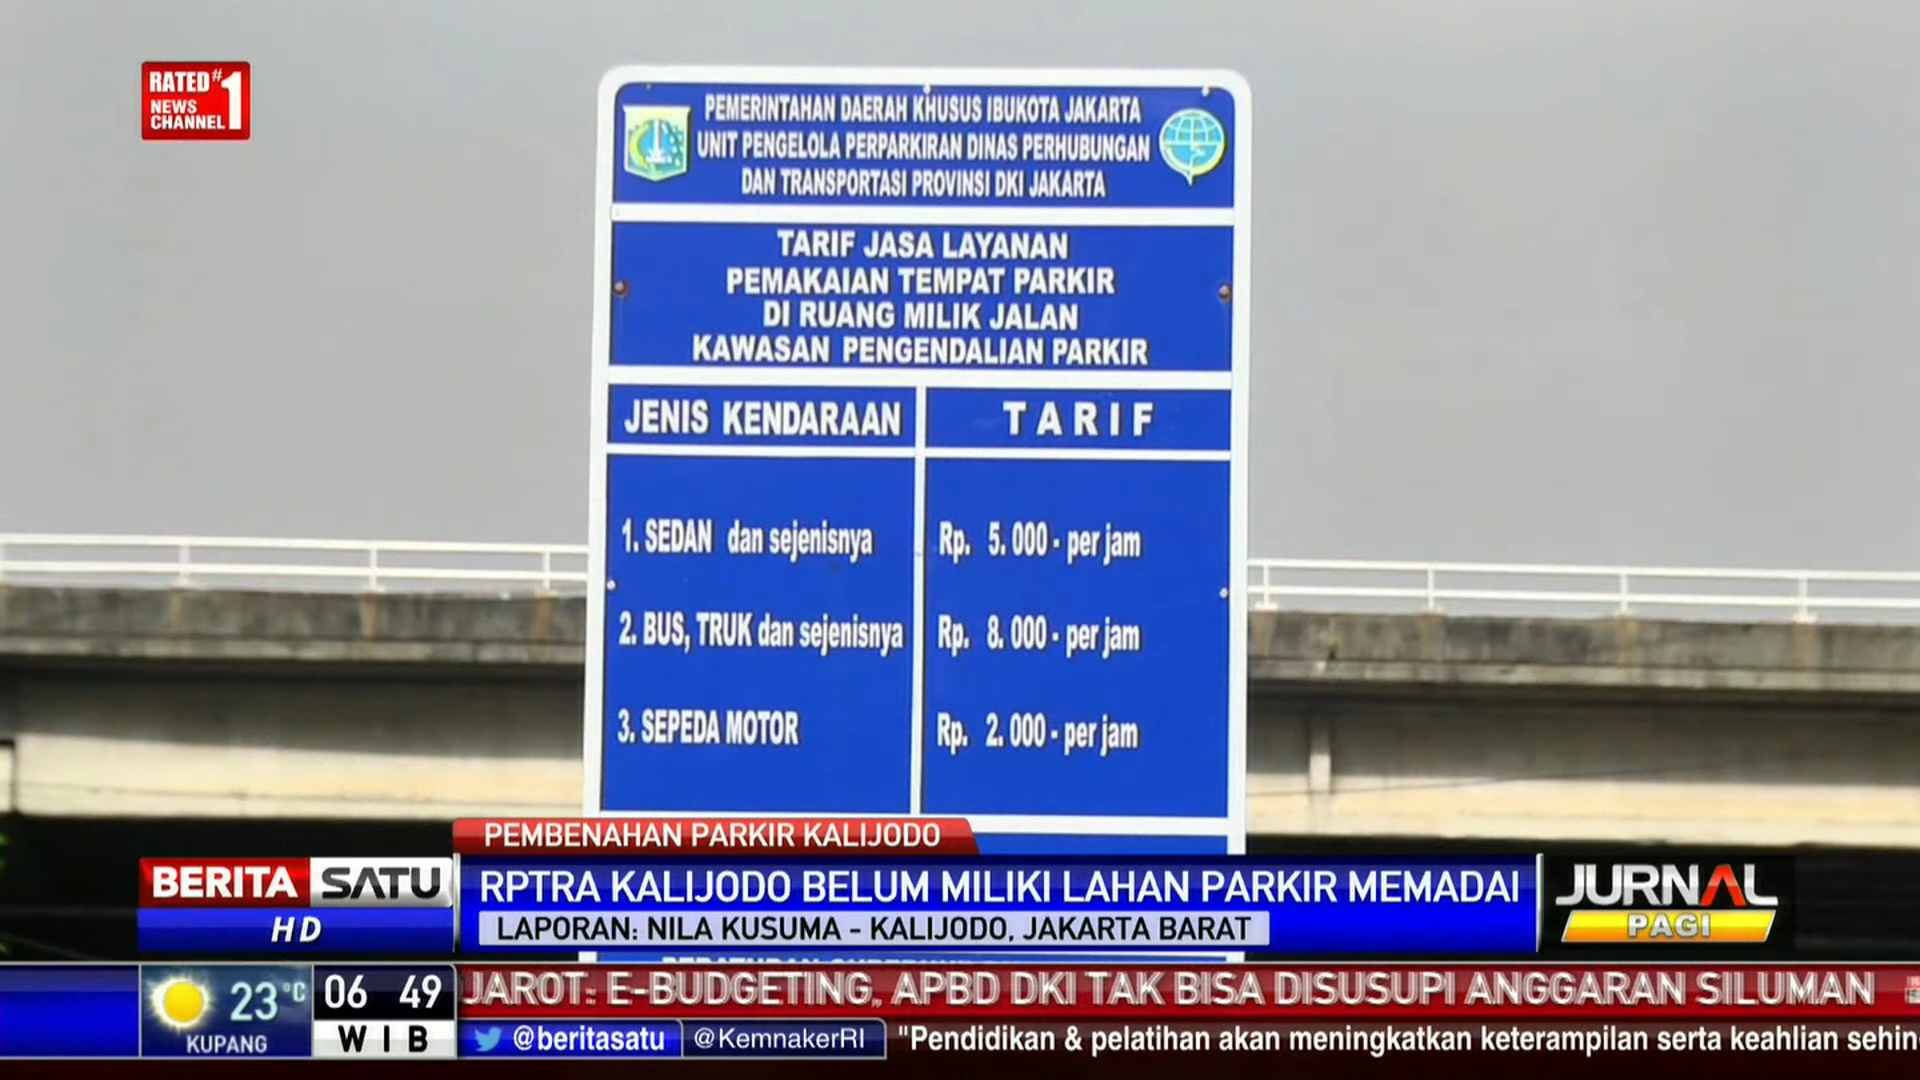 RATED #1
NEWS
CHANNEL
PEMERINTAHAN DAERAH KHUSUS IBUKOTA JAKARTA
UNIT PENGELOLA PERPARKIRAN DINAS PERHUBUNGAN
DAN TRANSPORTASI PROVINSI DKI JAKARTA
TARIF JASA LAYANAN
PEMAKAIAN TEMPAT PARKIR
DI RUANG MILIK JALAN
KAWASAN PENGENDALIAN PARKIR
JENIS KENDARAAN TARIF
1. SEDAN dan sejenisnya Rp. 5.000 - per jam
2. BUS, TRUK dan sejenisnya Rp. 8.000 - per jam
3. SEPEDA MOTOR Rp. 2.000 - per jam
PEMBENAHAN PARKIR KALIJODO
BERITA SATU
HD
RPTRA KALIJODO BELUM MILIKI LAHAN PARKIR MEMADAI
LAPORAN: NILA KUSUMA - KALIJODO, JAKARTA BARAT
JURNAL
PAGI
23°C
KUPANG
06 49
WIB
JAROT: E-BUDGETING, APBD DKI TAK BISA DISUSUPI ANGGARAN SILUMAN
@beritasatu @KemnakerRI "Pendidikan & pelatihan akan meningkatkan keterampilan serta keahlian sehin